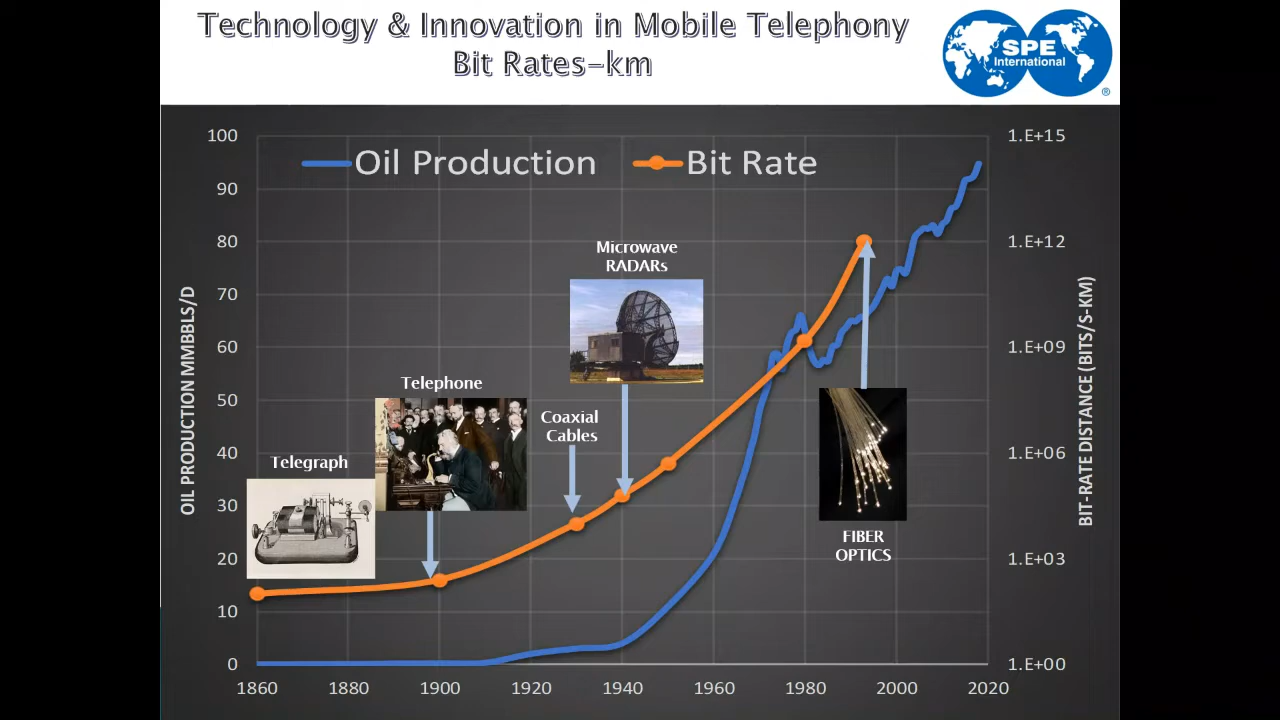 Technology & Innovation in Mobile Telephony
Bit Rates-km
SPE
International
®
100
90
80
70
60
50
40
30
20
10
0
OIL PRODUCTION MMBBLS/D
Oil Production
Bit Rate
Microwave
RADARs
Telephone
Coaxial
Cables
Telegraph
FIBER
OPTICS
1.E+15
1.E+12
1.E+09
1.E+06
1.E+03
1.E+00
BIT-RATE DISTANCE (BITS/S-KM)
1860
1880
1900
1920
1940
1960
1980
2000
2020